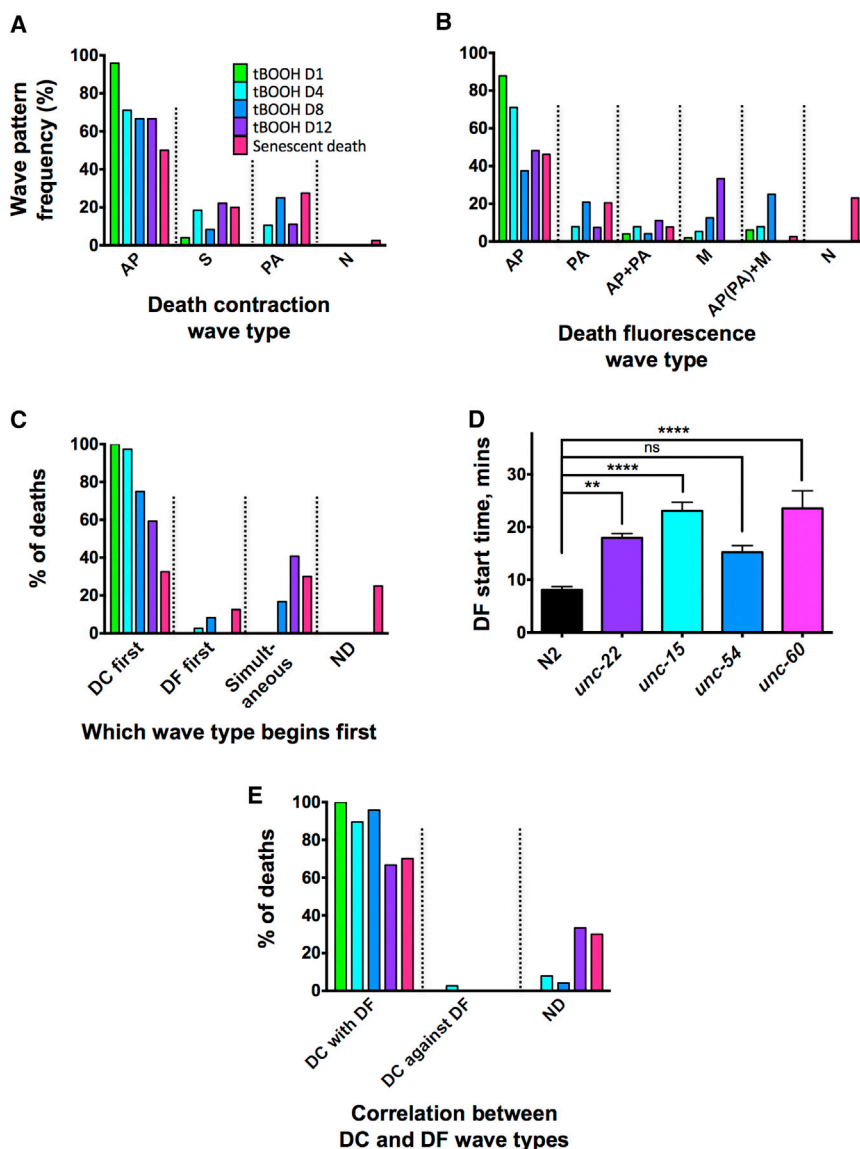 A
Wave pattern
frequency (%)
100
80
60
40
20
0
tBOOH D1
tBOOH D4
tBOOH D8
tBOOH D12
Senescent death
AP
S
PA
N
Death contraction
wave type
B
100
80
60
40
20
0
AP
PA
AP+PA
M
AP(PA)+M
N
Death fluorescence
wave type
C
% of deaths
100
80
60
40
20
0
DC first
DF first
Simult-
aneous
ND
Which wave type begins first
D
DF start time, mins
30
20
10
0
****
ns
****
**
N2
unc-22
unc-15
unc-54
unc-60
E
% of deaths
100
80
60
40
20
0
DC with DF
DC against DF
ND
Correlation between
DC and DF wave types